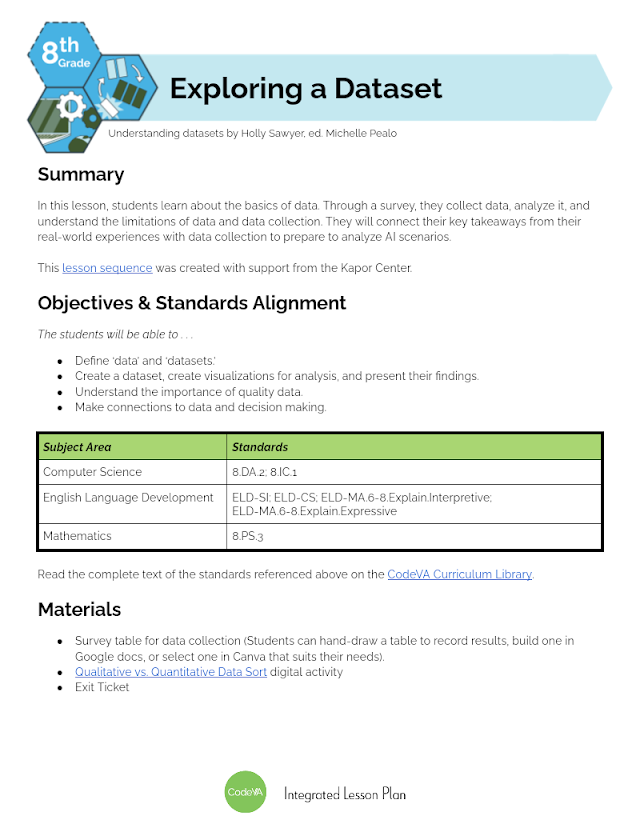 8th
Grade
Exploring a Dataset
Understanding datasets by Holly Sawyer, ed. Michelle Pealo
Summary
In this lesson, students learn about the basics of data. Through a survey, they collect data, analyze it, and
understand the limitations of data and data collection. They will connect their key takeaways from their
real-world experiences with data collection to prepare to analyze AI scenarios.
This lesson sequence was created with support from the Kapor Center.
Objectives & Standards Alignment
The students will be able to . . .
● Define 'data' and 'datasets.'
● Create a dataset, create visualizations for analysis, and present their findings.
● Understand the importance of quality data.
● Make connections to data and decision making.
Subject Area Standards
Computer Science 8.DA.2; 8.IC.1
English Language Development ELD-SI; ELD-CS; ELD-MA.6-8.Explain.Interpretive;
ELD-MA.6-8.Explain.Expressive
Mathematics 8.PS.3
Read the complete text of the standards referenced above on the CodeVA Curriculum Library.
Materials
● Survey table for data collection (Students can hand-draw a table to record results, build one in
Google docs, or select one in Canva that suits their needs).
● Qualitative vs. Quantitative Data Sort digital activity
● Exit Ticket
CodeVA Integrated Lesson Plan